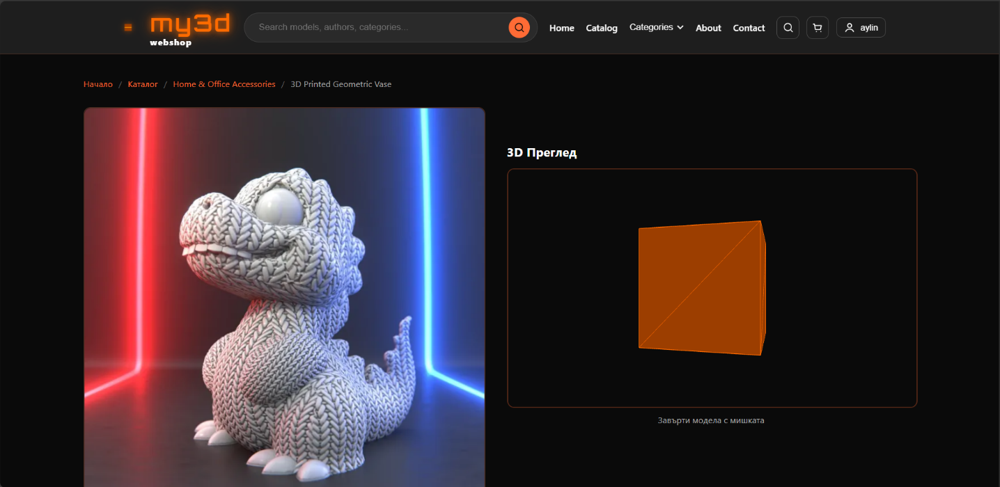 my3d
webshop
Search models, authors, categories...
Home
Catalog
Categories
About
Contact
aylin
Начало / Каталог / Home & Office Accessories / 3D Printed Geometric Vase
3D Преглед
Завърти модела с мишката